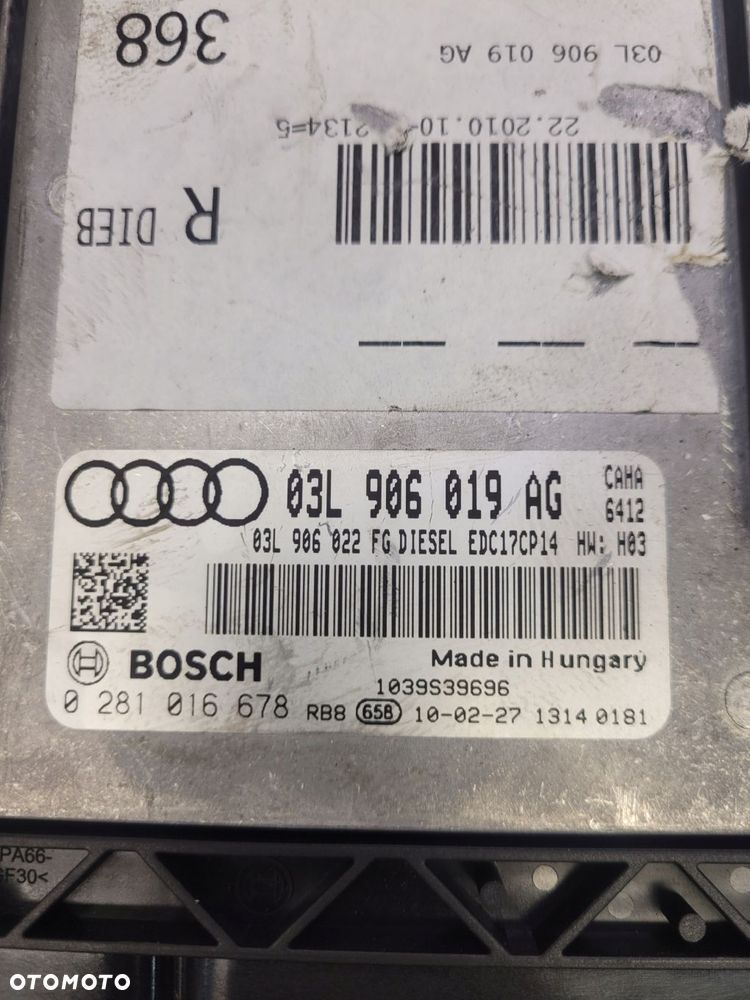 368
03L 906 019 AG
22.2010.10 2134=5
R DIEB
03L 906 019 AG CAHA
6412
03L 906 022 FG DIESEL EDC17CP14 HW: H03
BOSCH
Made in Hungary
1039S39696
0 281 016 678 RB8 658 10-02-27 1314 0181
PA66-
GF30<
OTOMOTO